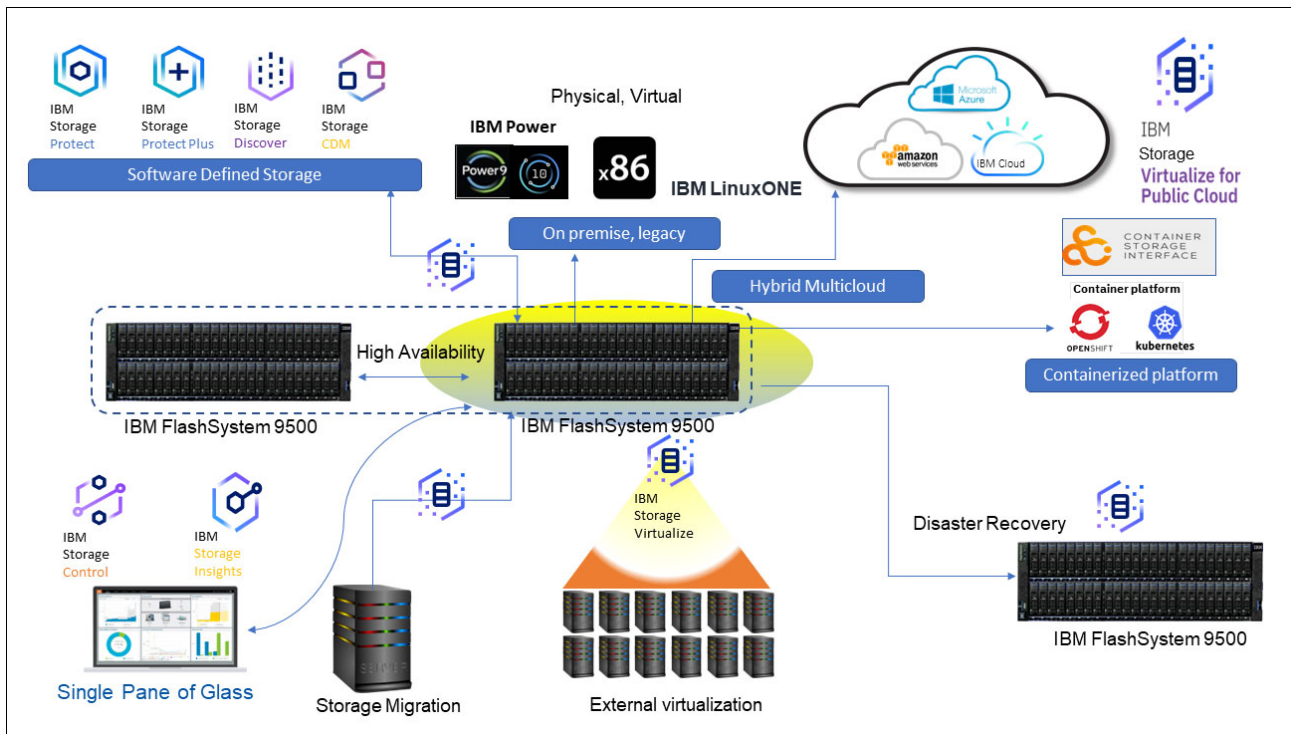 IBM
Storage
Protect
IBM
Storage
Protect Plus
IBM
Storage
Discover
IBM
Storage
CDM
Software Defined Storage
Physical, Virtual
IBM Power
Power9
10
x86
IBM LinuxONE
On premise, legacy
Microsoft
Azure
amazon
web services
IBM Cloud
IBM
Storage
Virtualize for
Public Cloud
Hybrid Multicloud
CONTAINER
STORAGE
INTERFACE
Container platform
OPENSHIFT
kubernetes
Containerized platform
High Availability
IBM FlashSystem 9500
IBM FlashSystem 9500
IBM
Storage
Virtualize
External virtualization
IBM
Storage
Control
IBM
Storage
Insights
Single Pane of Glass
Storage Migration
Disaster Recovery
IBM FlashSystem 9500